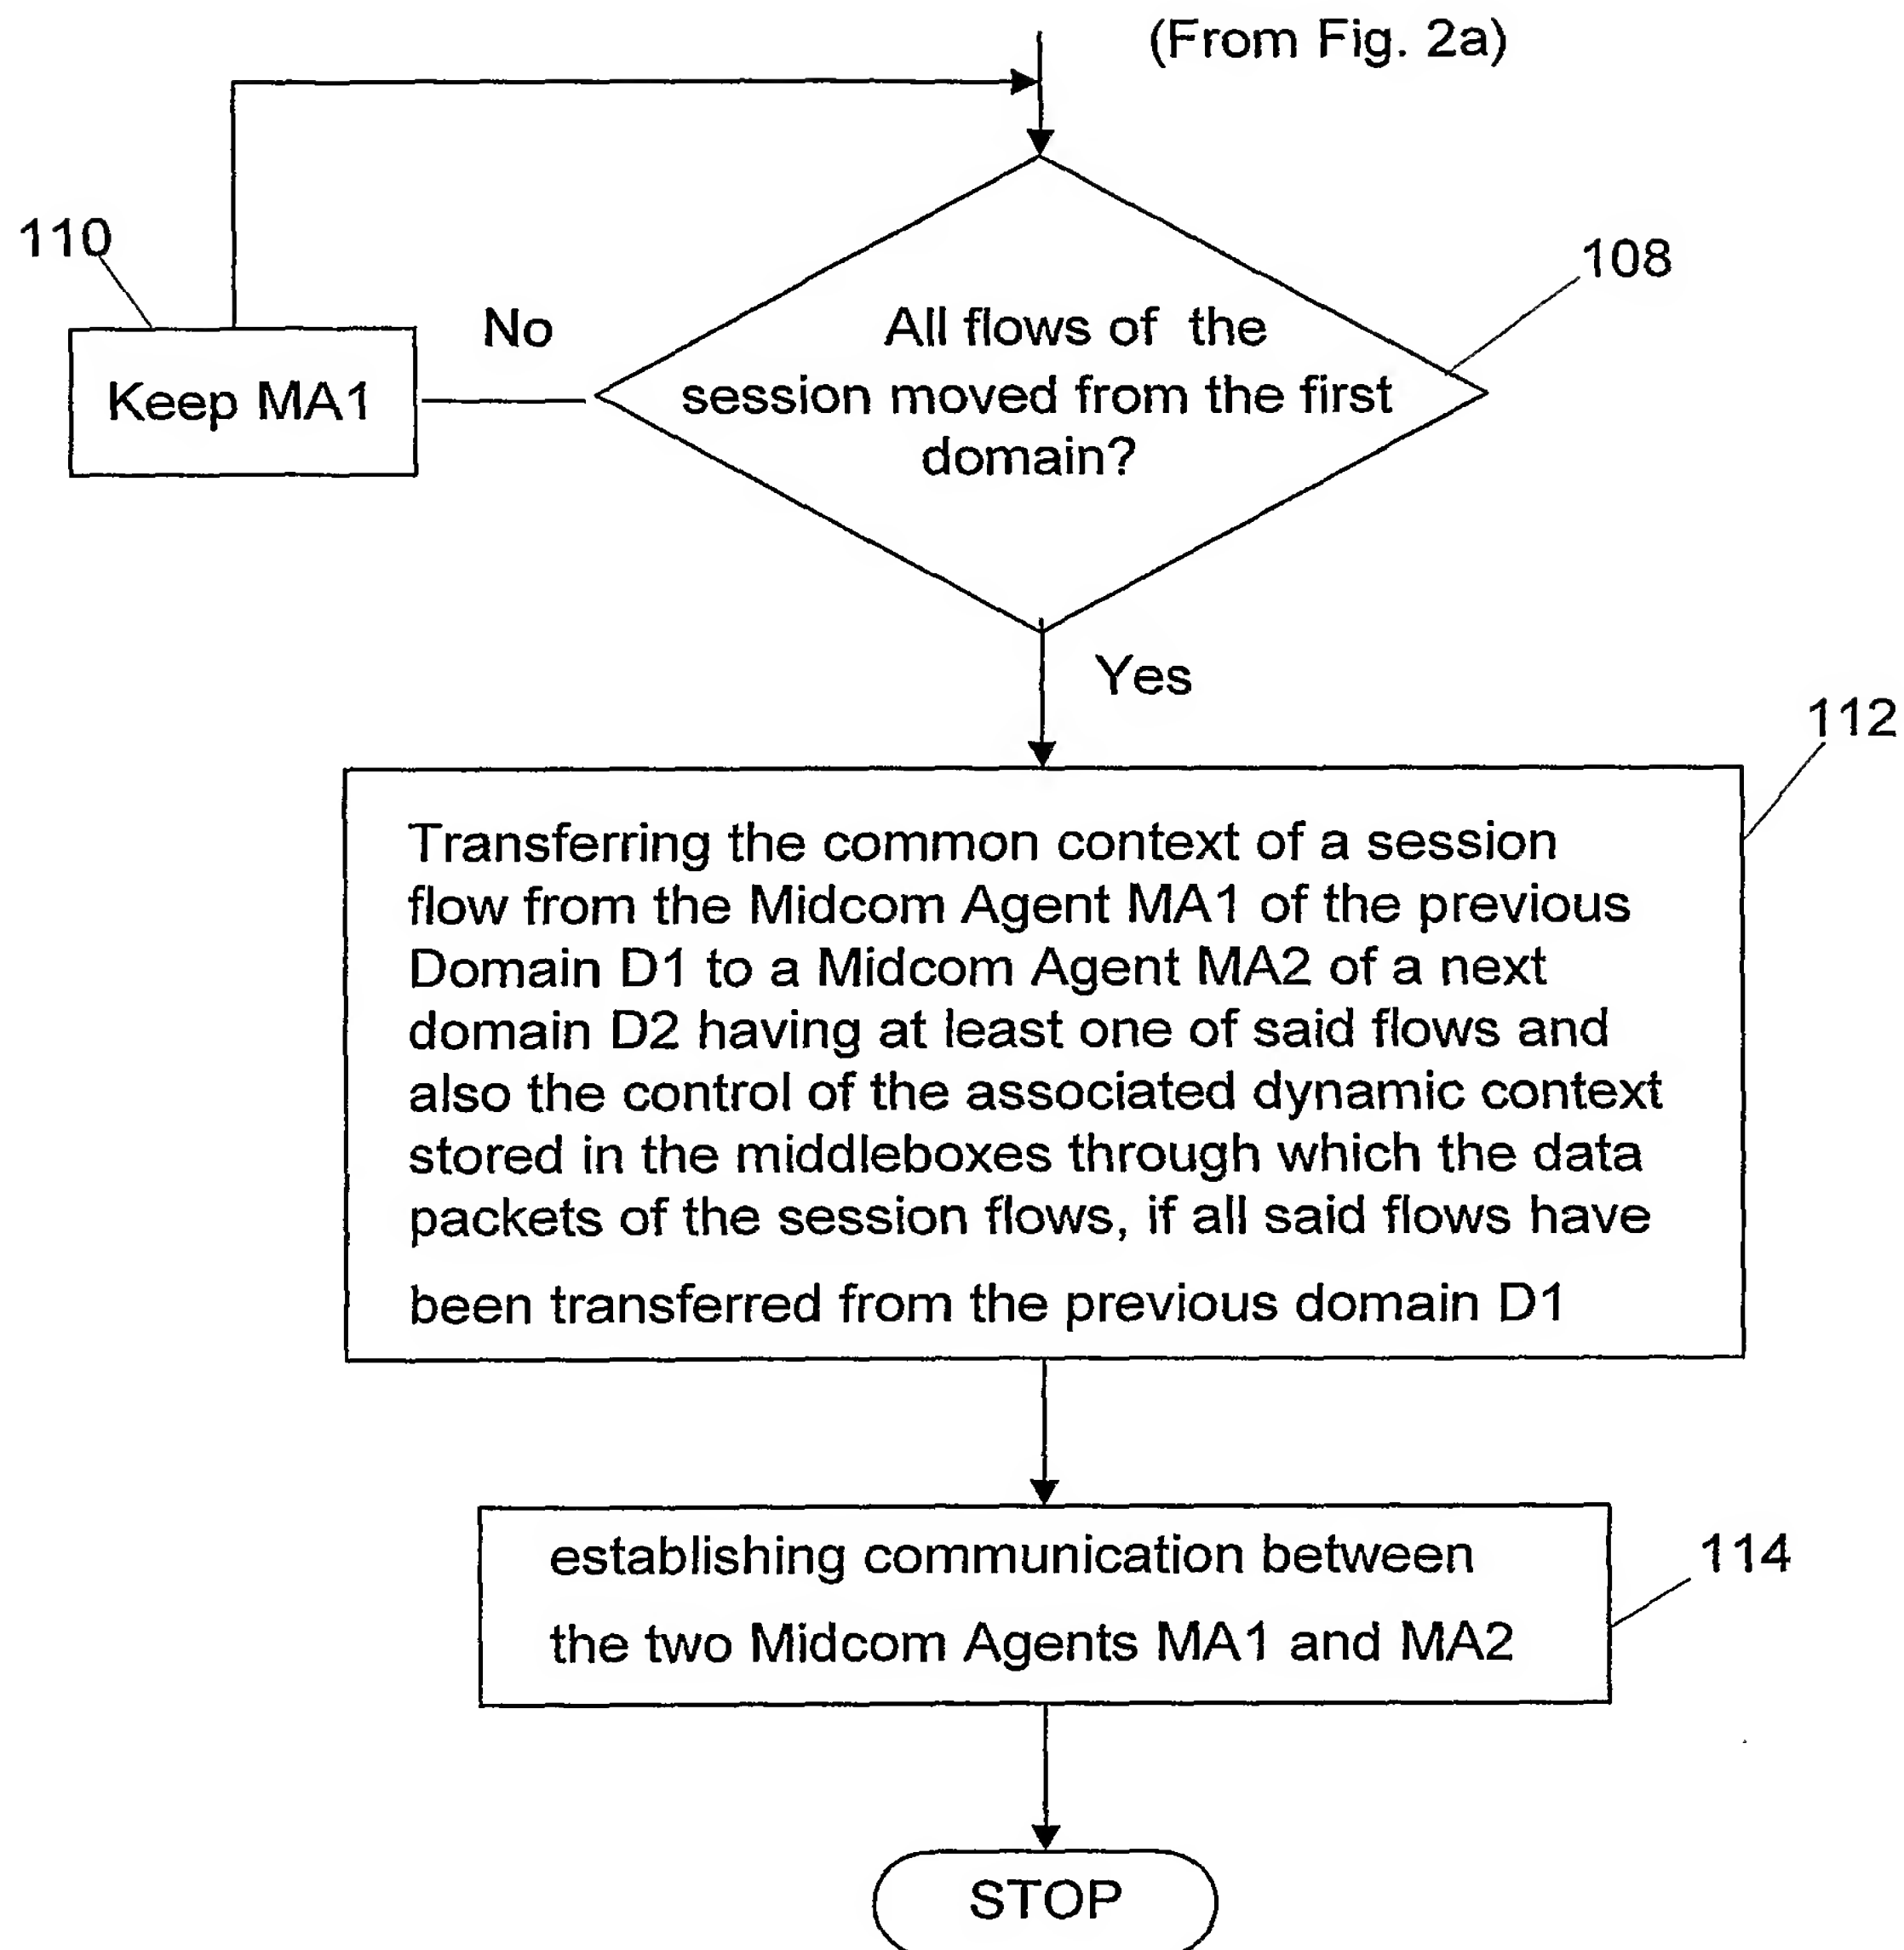 (From Fig. 2a)
110
108
No
All flows of the
session moved from the first
domain?
Keep MA1
Yes
112
Transferring the common context of a session
flow from the Midcom Agent MA1 of the previous
Domain D1 to a Midcom Agent MA2 of a next
domain D2 having at least one of said flows and
also the control of the associated dynamic context
stored in the middleboxes through which the data
packets of the session flows, if all said flows have
been transferred from the previous domain D1
establishing communication between
the two Midcom Agents MA1 and MA2
114
STOP